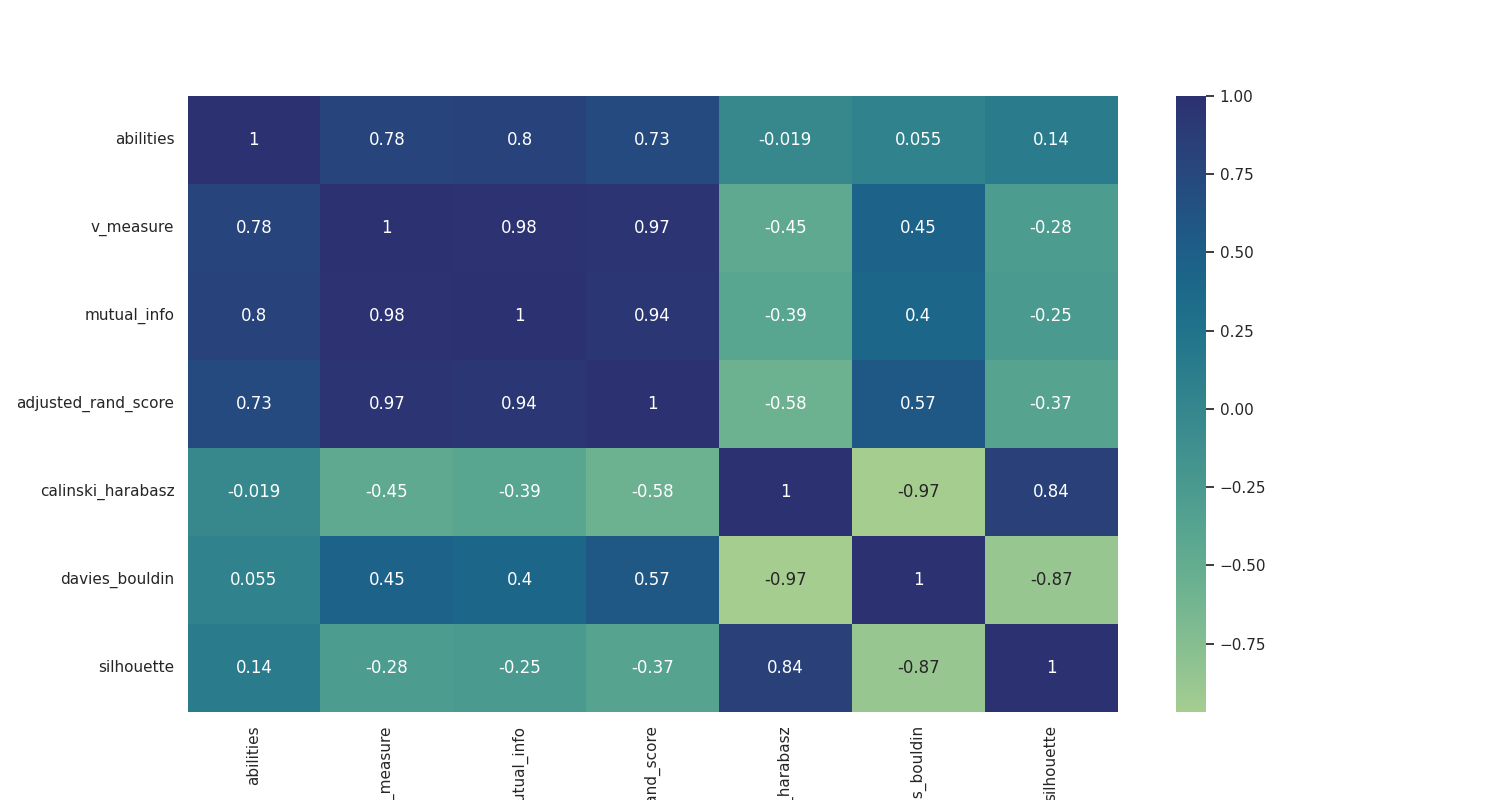 abilities 1 0.78 0.8 0.73 -0.019 0.055 0.14
v_measure 0.78 1 0.98 0.97 -0.45 0.45 -0.28
mutual_info 0.8 0.98 1 0.94 -0.39 0.4 -0.25
adjusted_rand_score 0.73 0.97 0.94 1 -0.58 0.57 -0.37
calinski_harabasz -0.019 -0.45 -0.39 -0.58 1 -0.97 0.84
davies_bouldin 0.055 0.45 0.4 0.57 -0.97 1 -0.87
silhouette 0.14 -0.28 -0.25 -0.37 0.84 -0.87 1
abilities
_measure
utual_info
and_score
_harabasz
s_bouldin
silhouette
1.00
0.75
0.50
0.25
0.00
−0.25
−0.50
−0.75